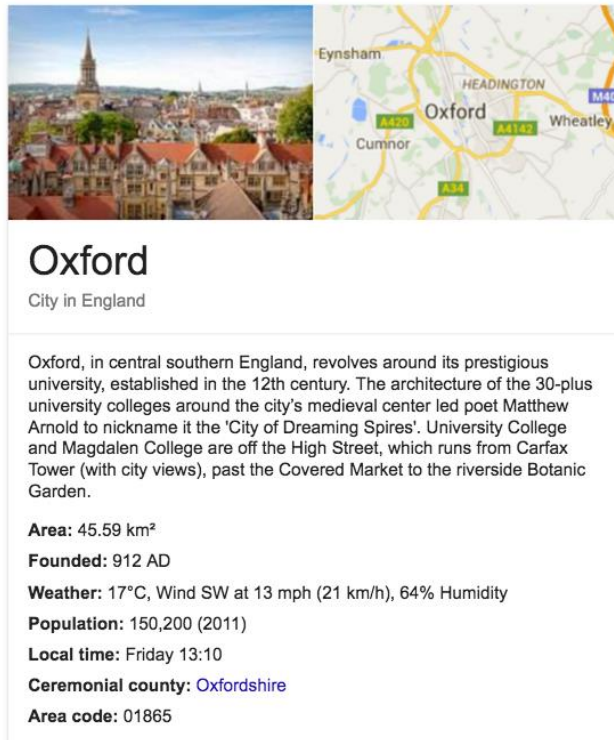 Eynsham
HEADINGTON
M40
Oxford
A420
A4142
Wheatley
Cumnor
A34
Oxford
City in England
Oxford, in central southern England, revolves around its prestigious
university, established in the 12th century. The architecture of the 30-plus
university colleges around the city's medieval center led poet Matthew
Arnold to nickname it the 'City of Dreaming Spires'. University College
and Magdalen College are off the High Street, which runs from Carfax
Tower (with city views), past the Covered Market to the riverside Botanic
Garden.
Area: 45.59 km²
Founded: 912 AD
Weather: 17°C, Wind SW at 13 mph (21 km/h), 64% Humidity
Population: 150,200 (2011)
Local time: Friday 13:10
Ceremonial county: Oxfordshire
Area code: 01865